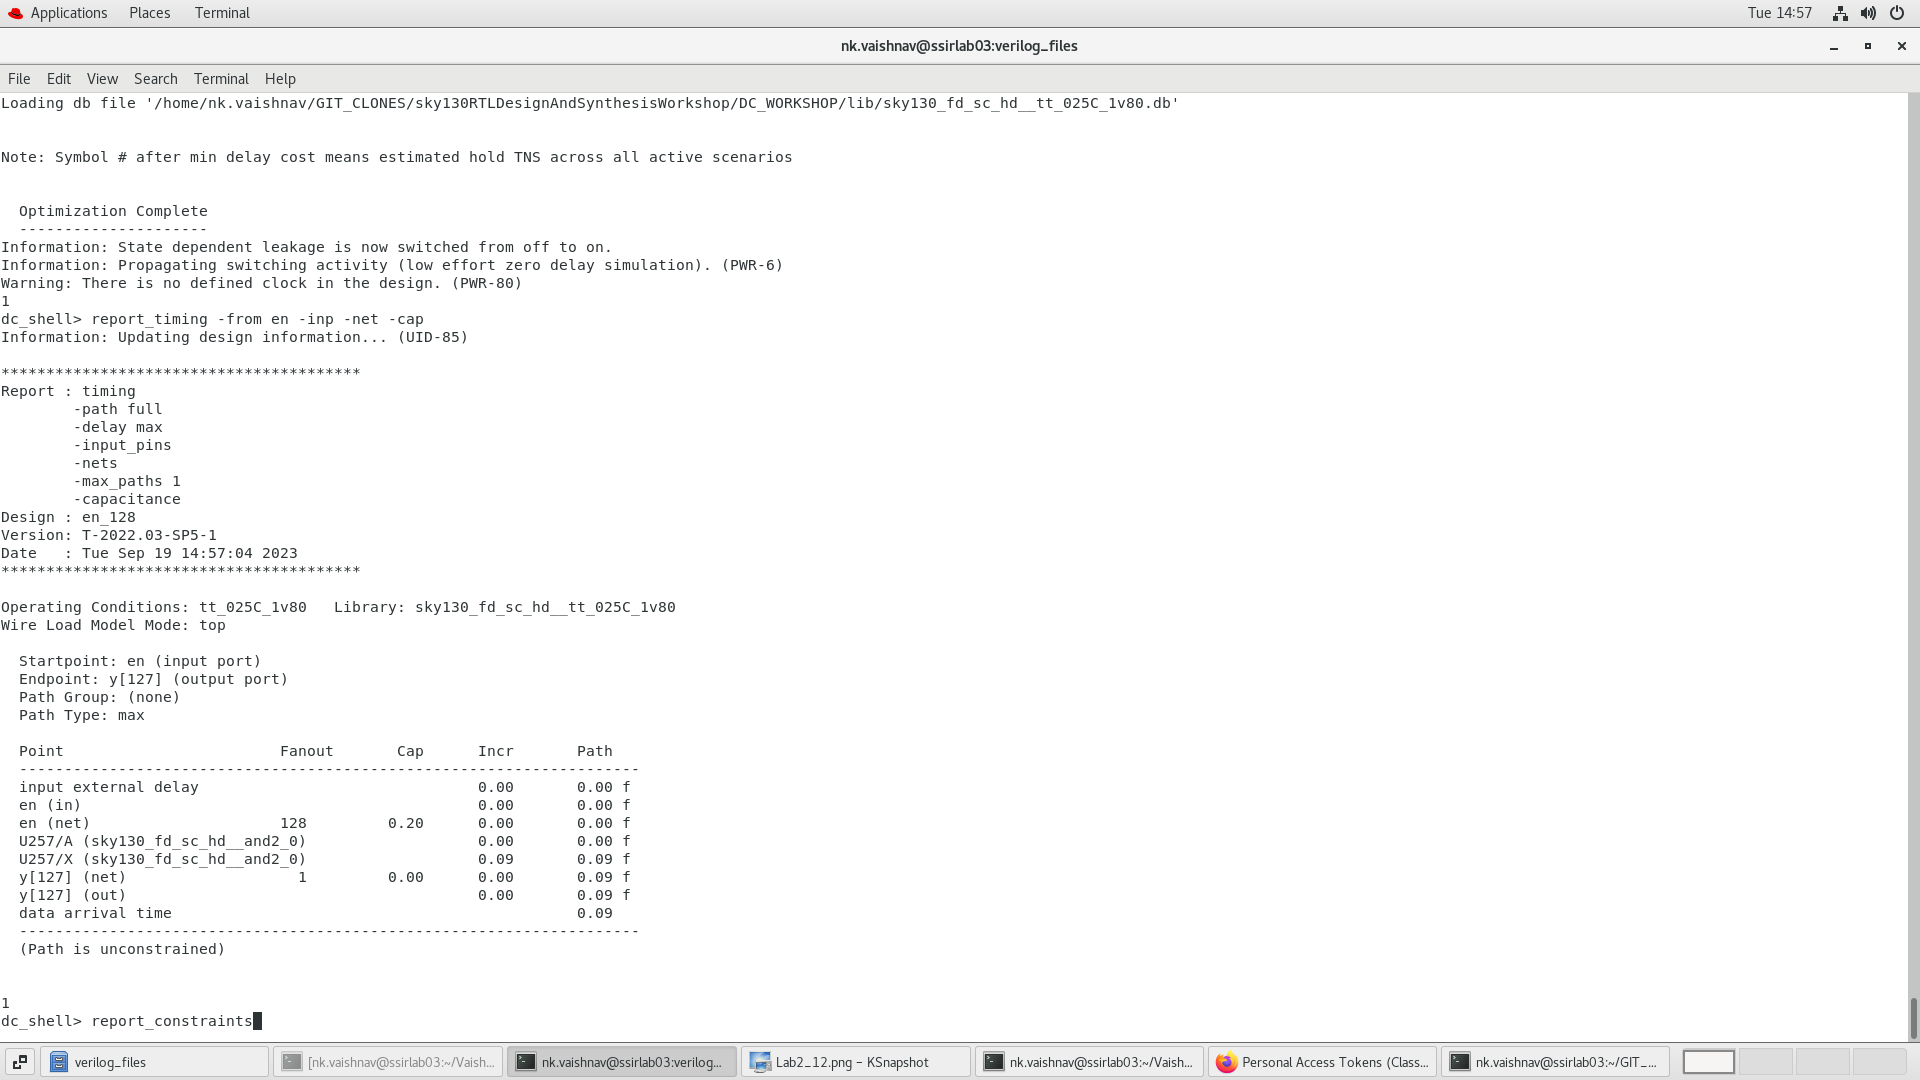 Applications Places Terminal Tue 14:57
nk.vaishnav@ssirlab03:verilog_files
File Edit View Search Terminal Help
Loading db file '/home/nk.vaishnav/GIT_CLONES/sky130RTLDesignAndSynthesisWorkshop/DC_WORKSHOP/lib/sky130_fd_sc_hd__tt_025C_1v80.db'
Note: Symbol # after min delay cost means estimated hold TNS across all active scenarios
Optimization Complete
---------------------
Information: State dependent leakage is now switched from off to on.
Information: Propagating switching activity (low effort zero delay simulation). (PWR-6)
Warning: There is no defined clock in the design. (PWR-80)
1
dc_shell> report_timing -from en -inp -net -cap
Information: Updating design information... (UID-85)
****************************************
Report : timing
-path full
-delay max
-input_pins
-nets
-max_paths 1
-capacitance
Design : en_128
Version: T-2022.03-SP5-1
Date : Tue Sep 19 14:57:04 2023
****************************************
Operating Conditions: tt_025C_1v80 Library: sky130_fd_sc_hd__tt_025C_1v80
Wire Load Model Mode: top
Startpoint: en (input port)
Endpoint: y[127] (output port)
Path Group: (none)
Path Type: max
Point Fanout Cap Incr Path
---------------------------------------------------------------------
input external delay 0.00 0.00 f
en (in) 0.00 0.00 f
en (net) 128 0.20 0.00 0.00 f
U257/A (sky130_fd_sc_hd__and2_0) 0.00 0.00 f
U257/X (sky130_fd_sc_hd__and2_0) 0.09 0.09 f
y[127] (net) 1 0.00 0.00 0.09 f
y[127] (out) 0.00 0.09 f
data arrival time 0.09
---------------------------------------------------------------------
(Path is unconstrained)
1
dc_shell> report_constraints
verilog_files [nk.vaishnav@ssirlab03:~/Vaish... nk.vaishnav@ssirlab03:verilog... Lab2_12.png – KSnapshot nk.vaishnav@ssirlab03:~/Vaish... Personal Access Tokens (Class... nk.vaishnav@ssirlab03:~/GIT_...